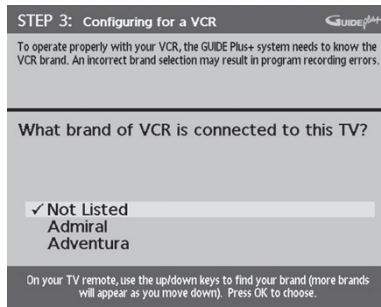 STEP 3: Configuring for a VCR
GUIDE plus+
To operate properly with your VCR, the GUIDE Plus+ system needs to know the
VCR brand. An incorrect brand selection may result in program recording errors.
What brand of VCR is connected to this TV?
✓ Not Listed
Admiral
Adventura
On your TV remote, use the up/down keys to find your brand (more brands
will appear as you move down). Press OK to choose.